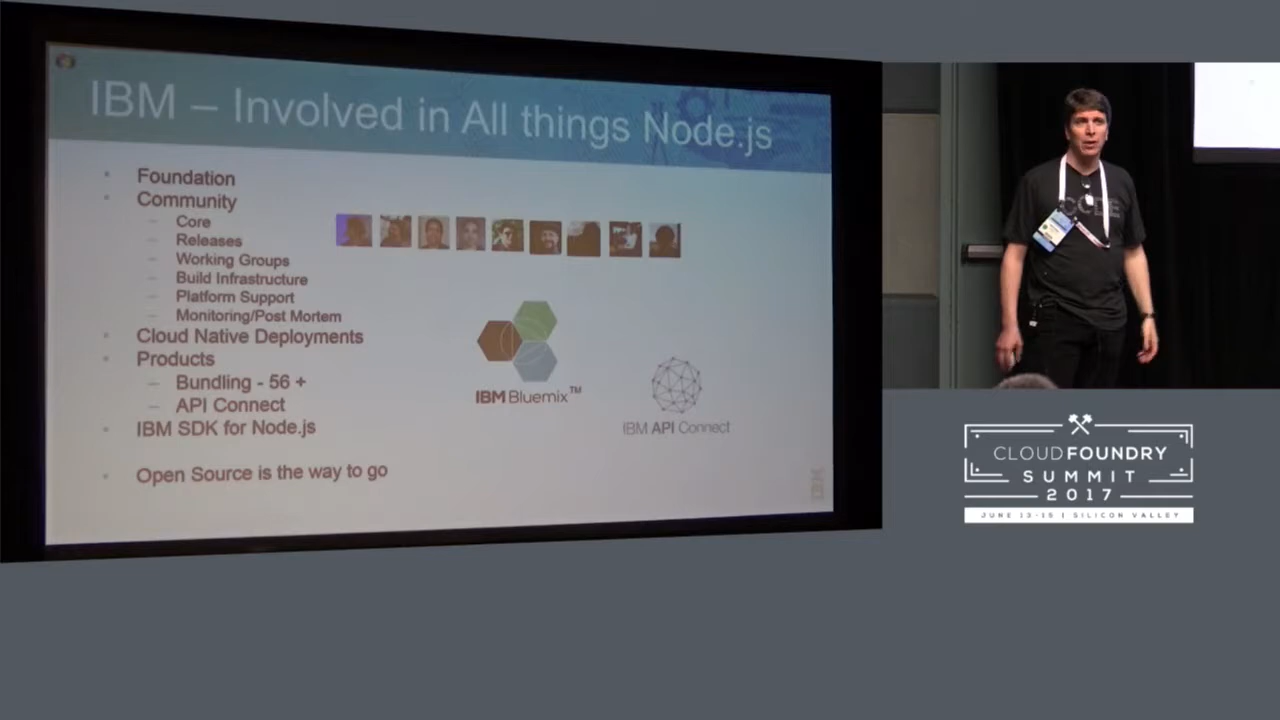 IBM – Involved in All things Node.js
Foundation
Community
Core
Releases
Working Groups
Build Infrastructure
Platform Support
Monitoring/Post Mortem
Cloud Native Deployments
Products
Bundling - 56 +
API Connect
IBM SDK for Node.js
Open Source is the way to go
IBM Bluemix™
IBM API Connect
IBM
CLOUD FOUNDRY
SUMMIT
2017
JUNE 13-15 | SILICON VALLEY